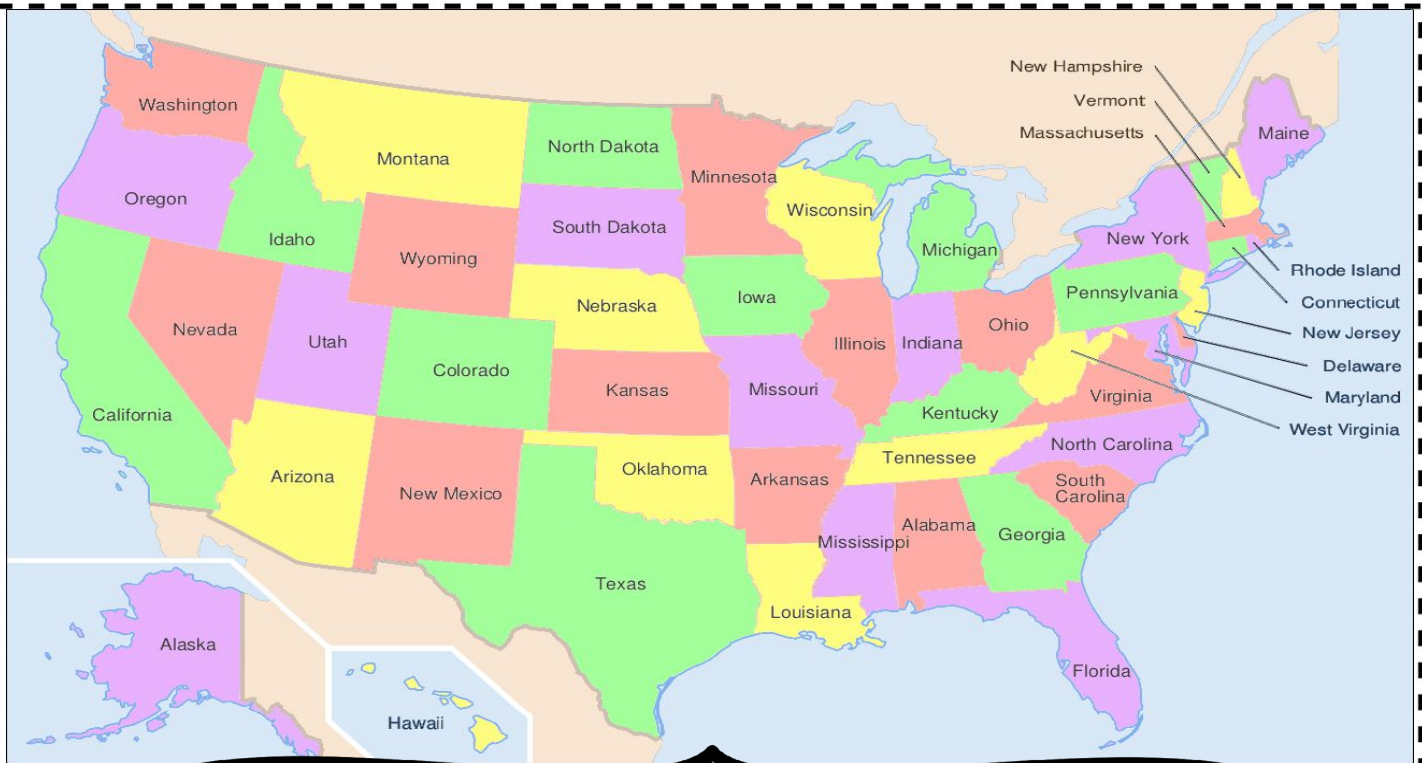 New Hampshire
Washington
Vermont
Massachusetts
Maine
North Dakota
Montana
Minnesota
Oregon
Wisconsin
South Dakota
Idaho
New York
Michigan
Wyoming
Rhode Island
Pennsylvania
Iowa
Connecticut
Nebraska
Ohio
Nevada
New Jersey
Utah
Illinois
Indiana
Delaware
Colorado
Missouri
Kansas
Virginia
Maryland
California
Kentucky
West Virginia
North Carolina
Tennessee
Oklahoma
Arizona
Arkansas
South
Carolina
New Mexico
Alabama
Georgia
Mississippi
Texas
Louisiana
Alaska
Florida
Hawaii